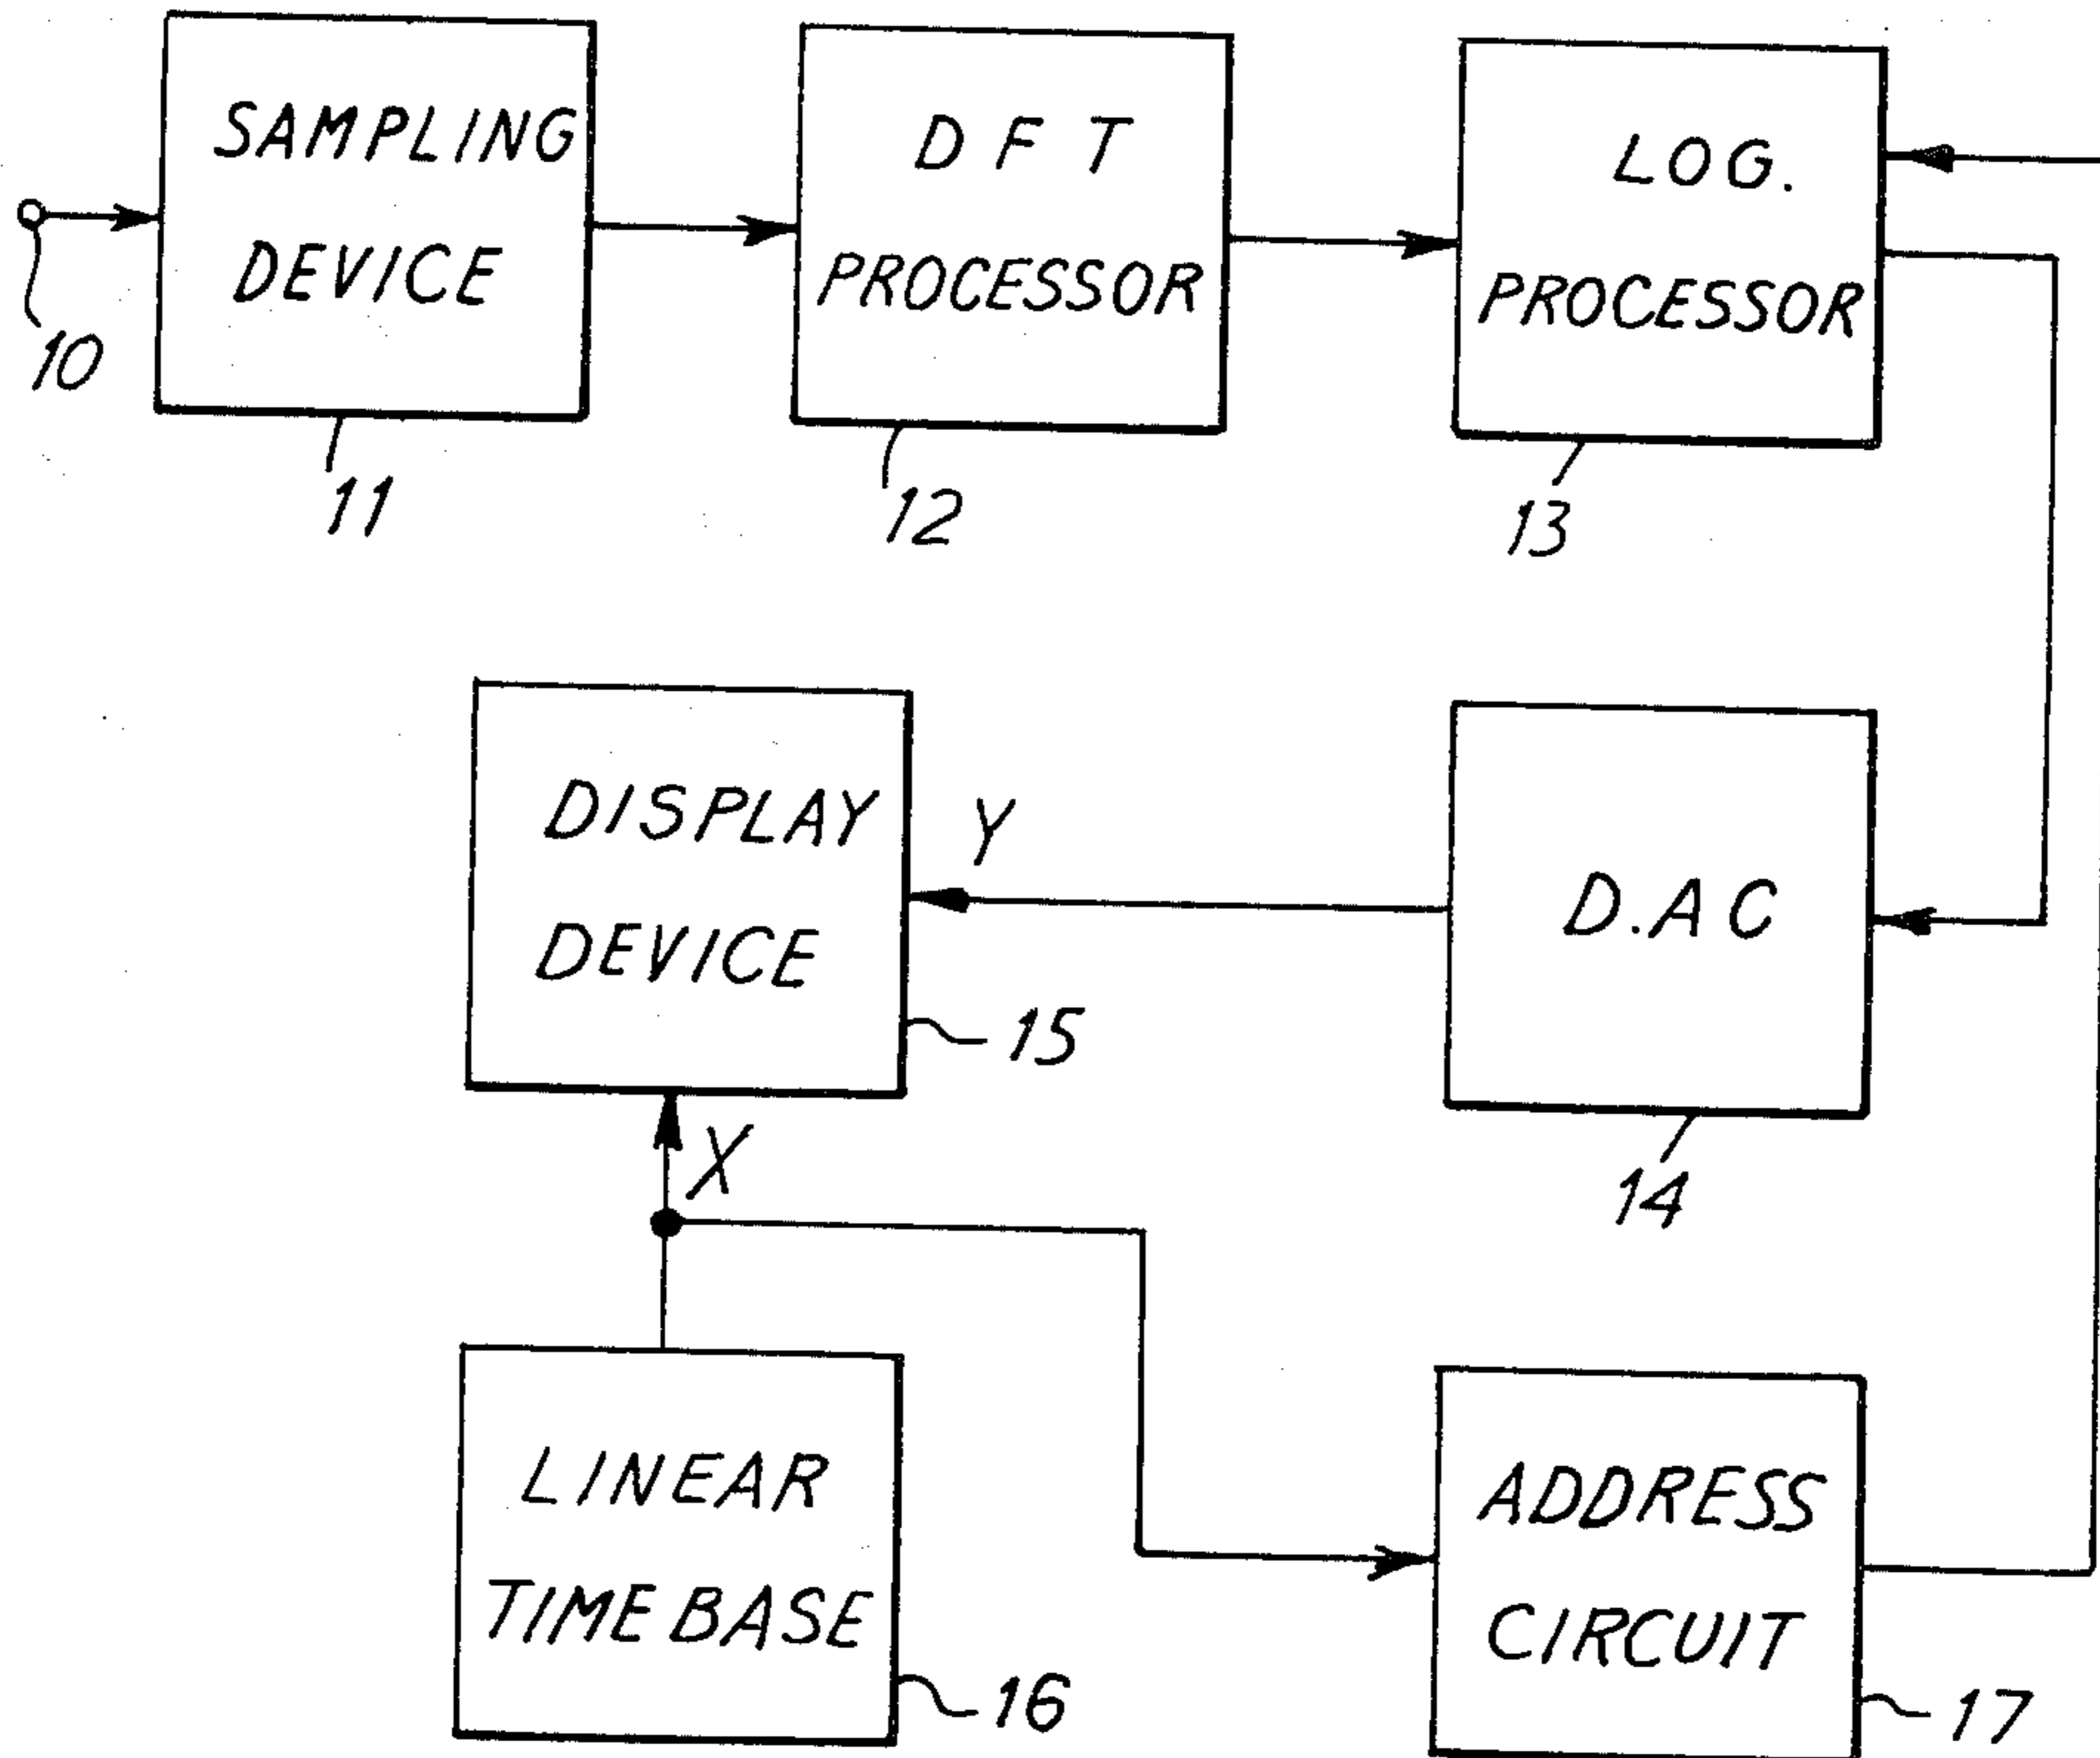 SAMPLING
DEVICE
D F T
PROCESSOR
LOG.
PROCESSOR
10
11
12
13
DISPLAY
DEVICE
Y
D.AC
15
X
14
LINEAR
TIME BASE
ADDRESS
CIRCUIT
16
17